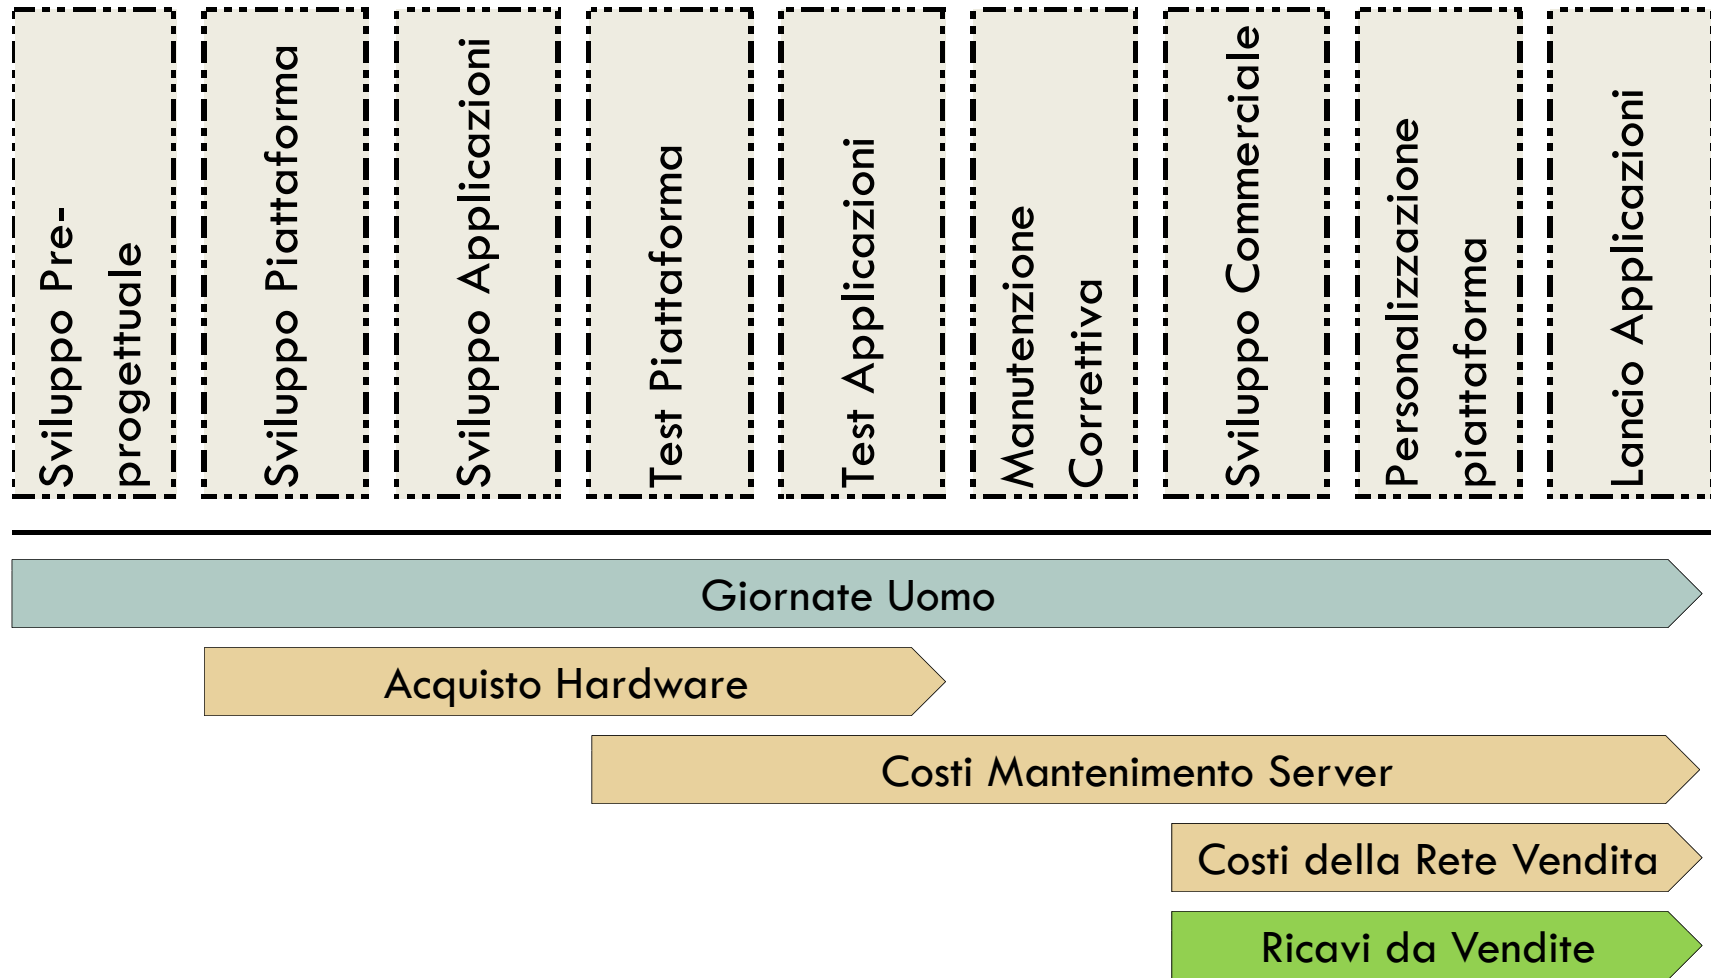 Sviluppo Pre-
progettuale
Sviluppo Piattaforma
Sviluppo Applicazioni
Test Piattaforma
Test Applicazioni
Manutenzione
Correttiva
Sviluppo Commerciale
Personalizzazione
piattaforma
Lancio Applicazioni
Giornate Uomo
Acquisto Hardware
Costi Mantenimento Server
Costi della Rete Vendita
Ricavi da Vendite